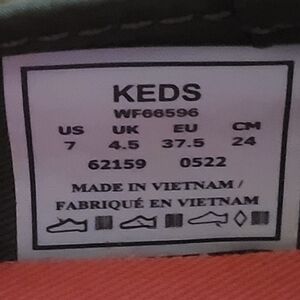 KEDS
WF66596
US UK EU CM
7 4.5 37.5 24
62159 0522
MADE IN VIETNAM /
FABRIQUÉ EN VIETNAM